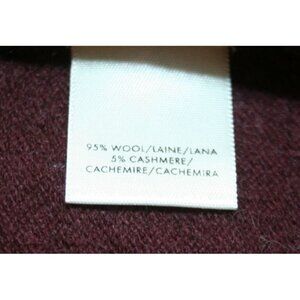 95% WOOL/LAINE/LANA
5% CASHMERE/
CACHEMIRE/CACHEMIRA